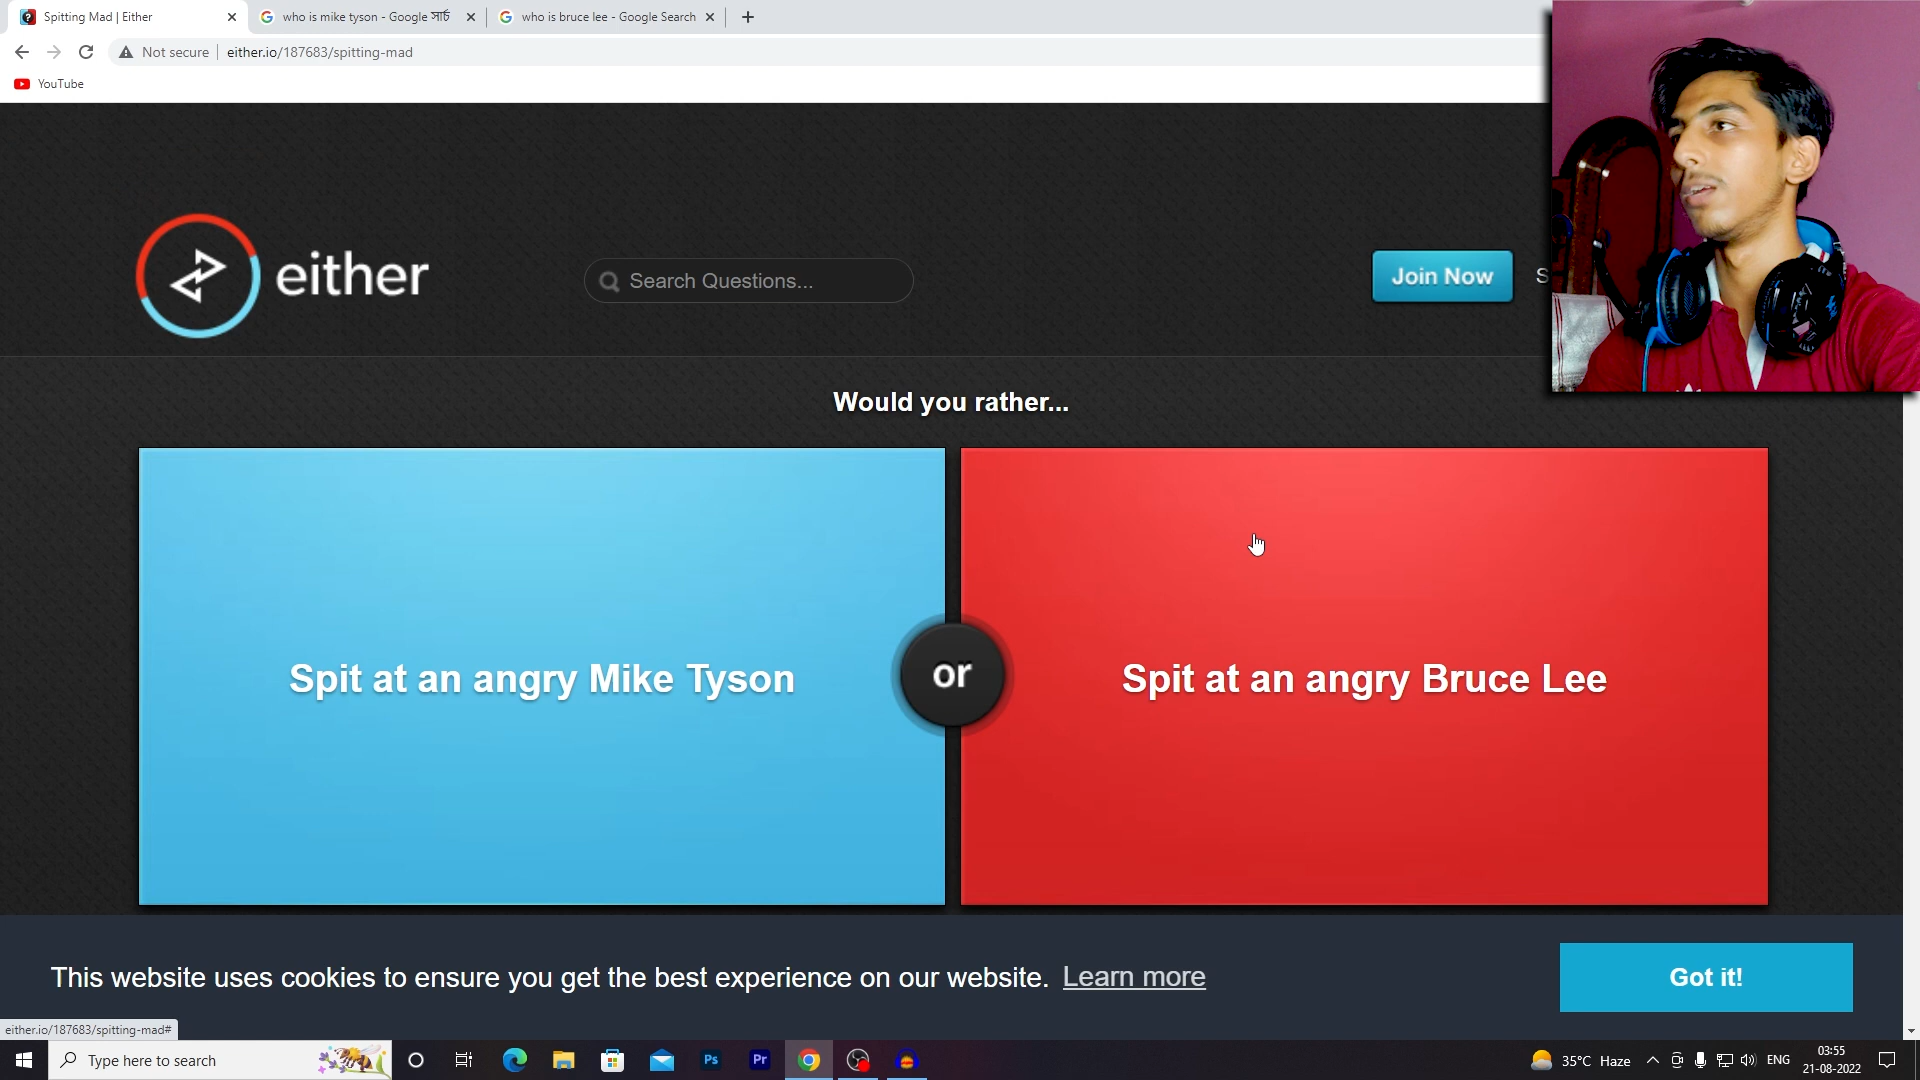 Spitting Mad | Either
who is mike tyson - Google সার্চ
who is bruce lee - Google Search
Not secure
either.io/187683/spitting-mad
YouTube
either
Search Questions...
Join Now
S
Would you rather...
Spit at an angry Mike Tyson
or
Spit at an angry Bruce Lee
This website uses cookies to ensure you get the best experience on our website. Learn more
Got it!
either.io/187683/spitting-mad#
Type here to search
Ps
Pr
35°C Haze
ENG
03:55
21-08-2022